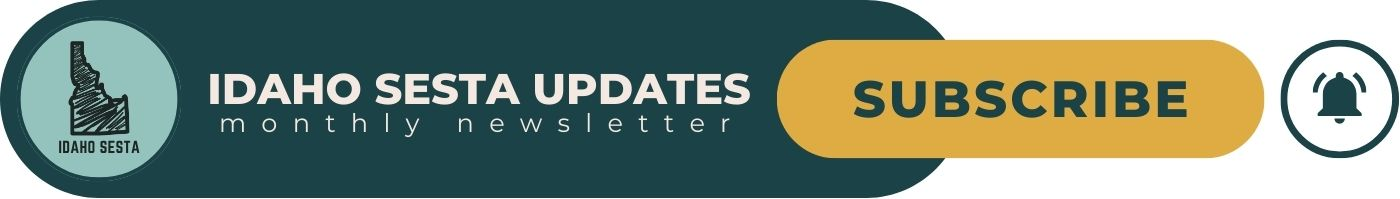 IDAHO SESTA
IDAHO SESTA UPDATES
monthly newsletter
SUBSCRIBE